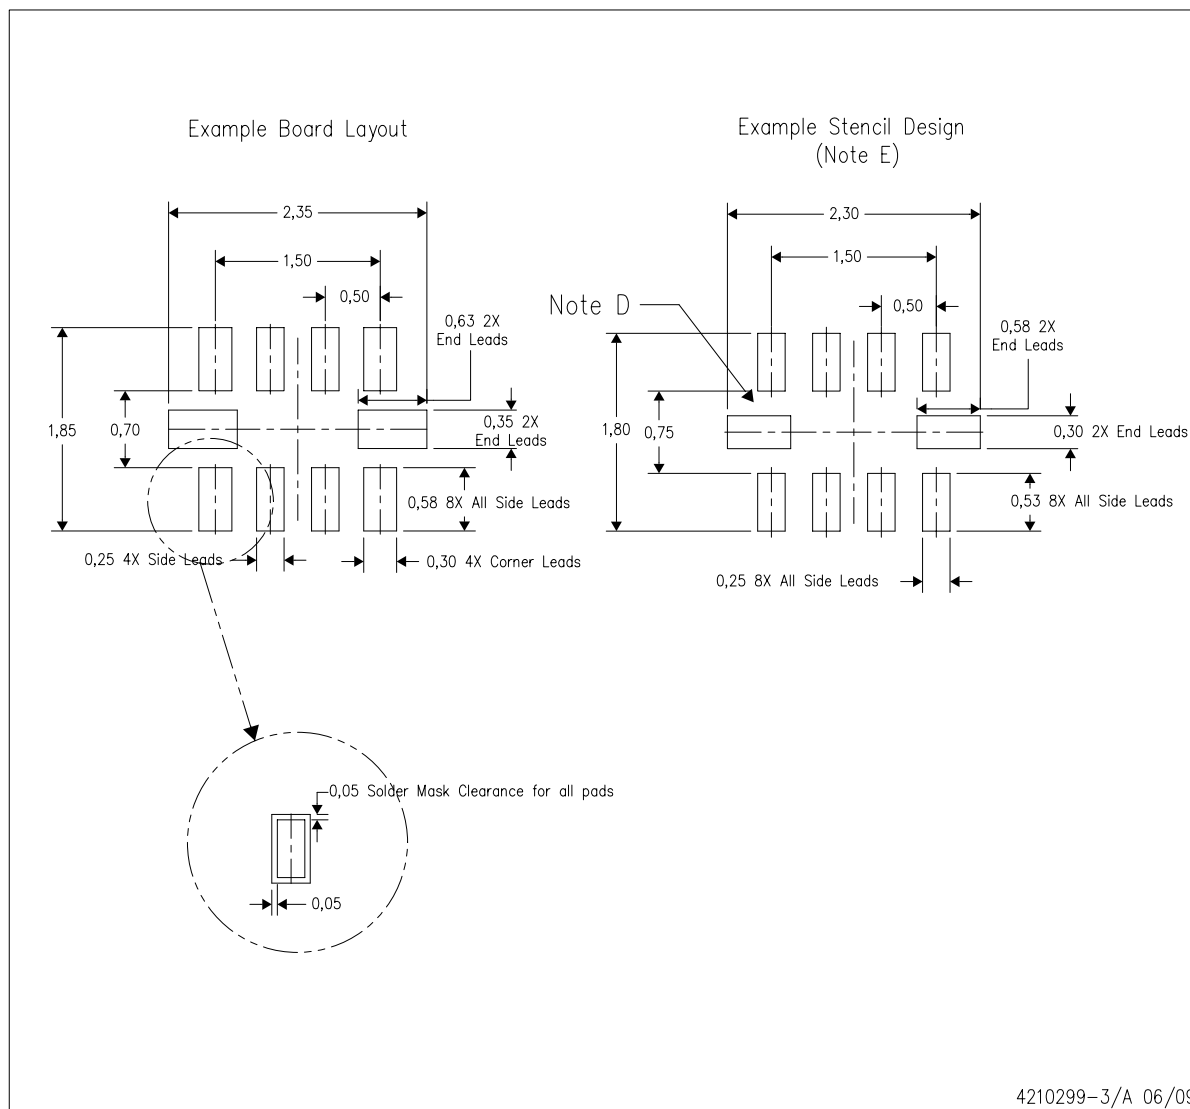 Example Board Layout
2,35
1,50
0,50
0,63 2X
End Leads
1,85
0,70
0,35 2X
End Leads
0,58 8X All Side Leads
0,25 4X Side Leads
0,30 4X Corner Leads
0,05 Solder Mask Clearance for all pads
0,05
Example Stencil Design
(Note E)
2,30
1,50
Note D
0,50
0,58 2X
End Leads
1,80
0,75
0,30 2X End Leads
0,53 8X All Side Leads
0,25 8X All Side Leads
4210299-3/A 06/09